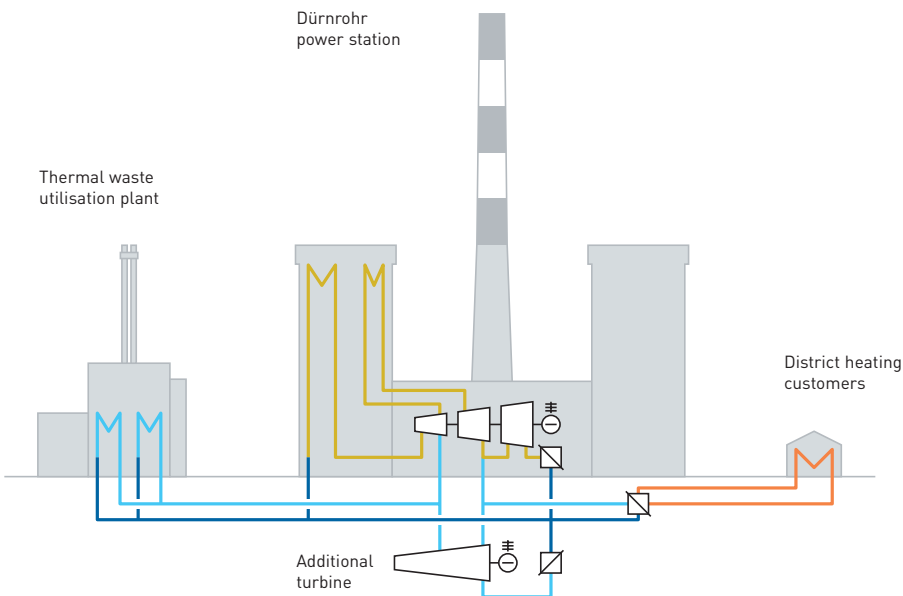 Dürnrohr
power station
Thermal waste
utilisation plant
District heating
customers
Additional
turbine